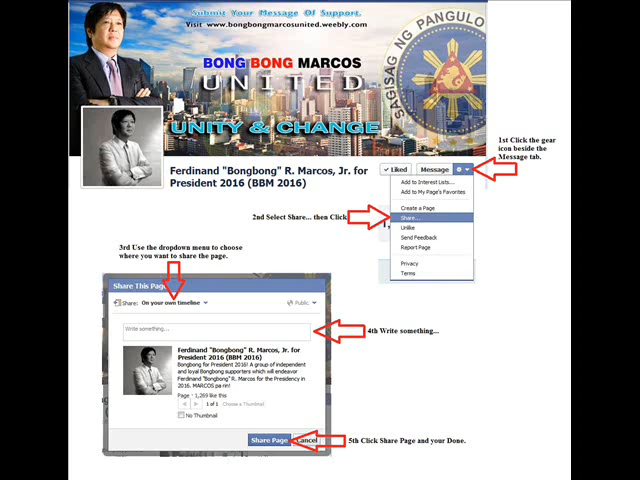 Submit Your Message Of Support.
Visit www.bongbongmarcosunited.weebly.com
BONG BONG MARCOS
UNITED
UNITY & CHANGE
SAGISAG NG PANGULO
1st Click the gear
icon beside the
Message tab.
Ferdinand "Bongbong" R. Marcos, Jr. for
President 2016 (BBM 2016)
Liked
Message
Add to Interest Lists...
Add to My Page's Favorites
Create a Page
Share...
Unlike
Send Feedback
Report Page
Privacy
Terms
2nd Select Share... then Click
3rd Use the dropdown menu to choose
where you want to share the page.
Share This Page
Share: On your own timeline
Public
Write something...
4th Write something...
Ferdinand "Bongbong" R. Marcos, Jr. for
President 2016 (BBM 2016)
Bongbong for President 2016! A group of independent
and loyal Bongbong supporters which will endeavor
Ferdinand "Bongbong" R. Marcos for the Presidency in
2016. MARCOS pa rin!
Page · 1,269 like this
1 of 1 Choose a Thumbnail
No Thumbnail
Share Page
Cancel
5th Click Share Page and your Done.